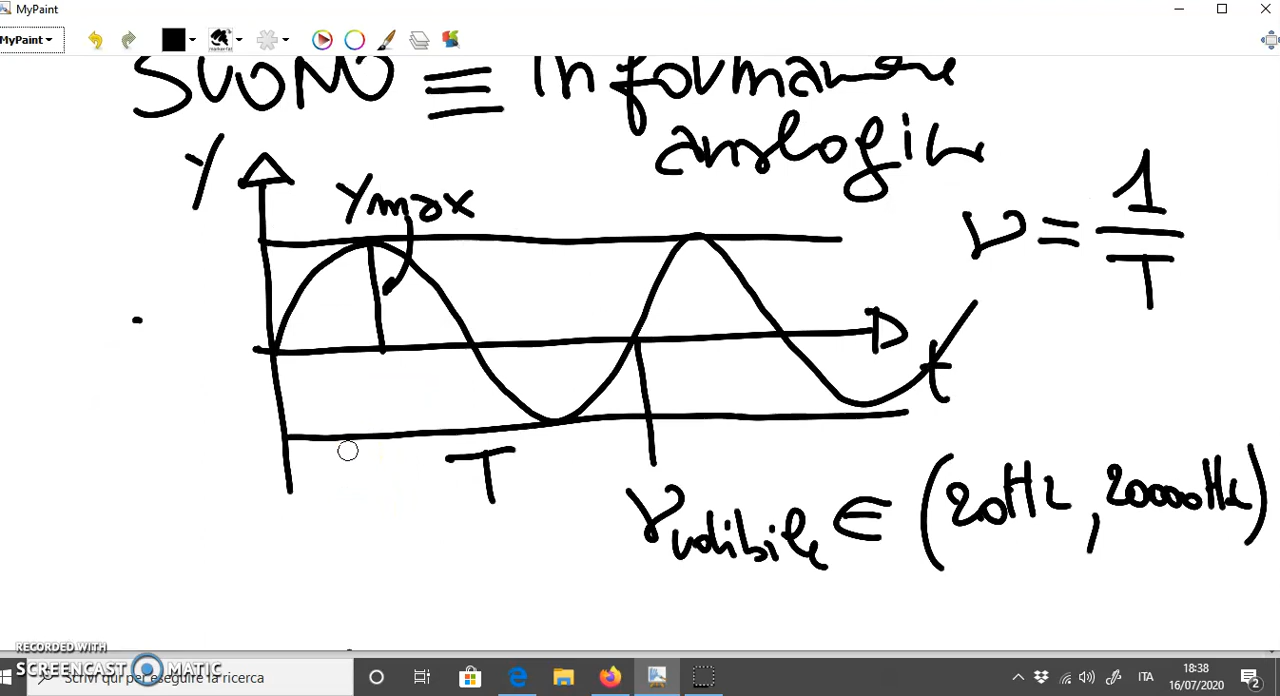 MyPaint
MyPaint
SUONO ≡ Informazione
analogica
Y
Ymax
ν = 1/T
t
T
νudibile ∈ (20Hz, 20000Hz)
RECORDED WITH
SCREENCAST MATIC
Scrivi qui per eseguire la ricerca
ITA
18:38
16/07/2020
2